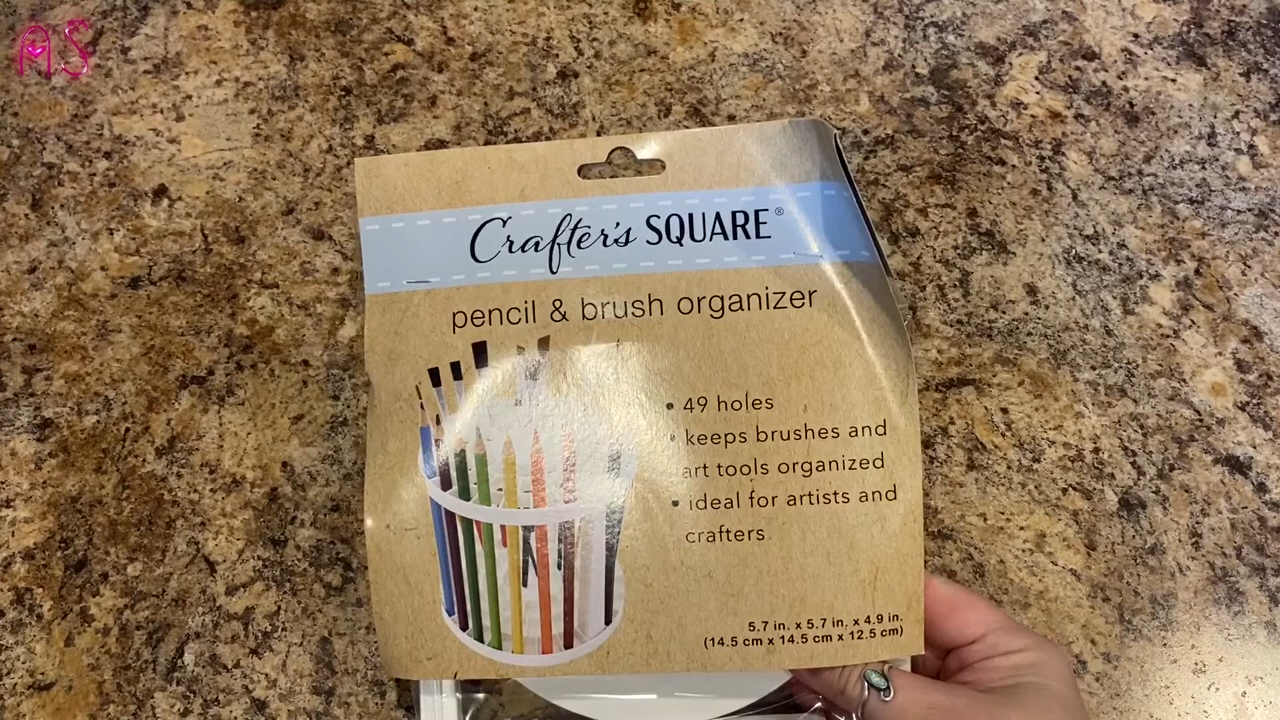 AS
Crafter's SQUARE®
pencil & brush organizer
• 49 holes
• keeps brushes and
art tools organized
• ideal for artists and
crafters
5.7 in. x 5.7 in. x 4.9 in.
(14.5 cm x 14.5 cm x 12.5 cm)